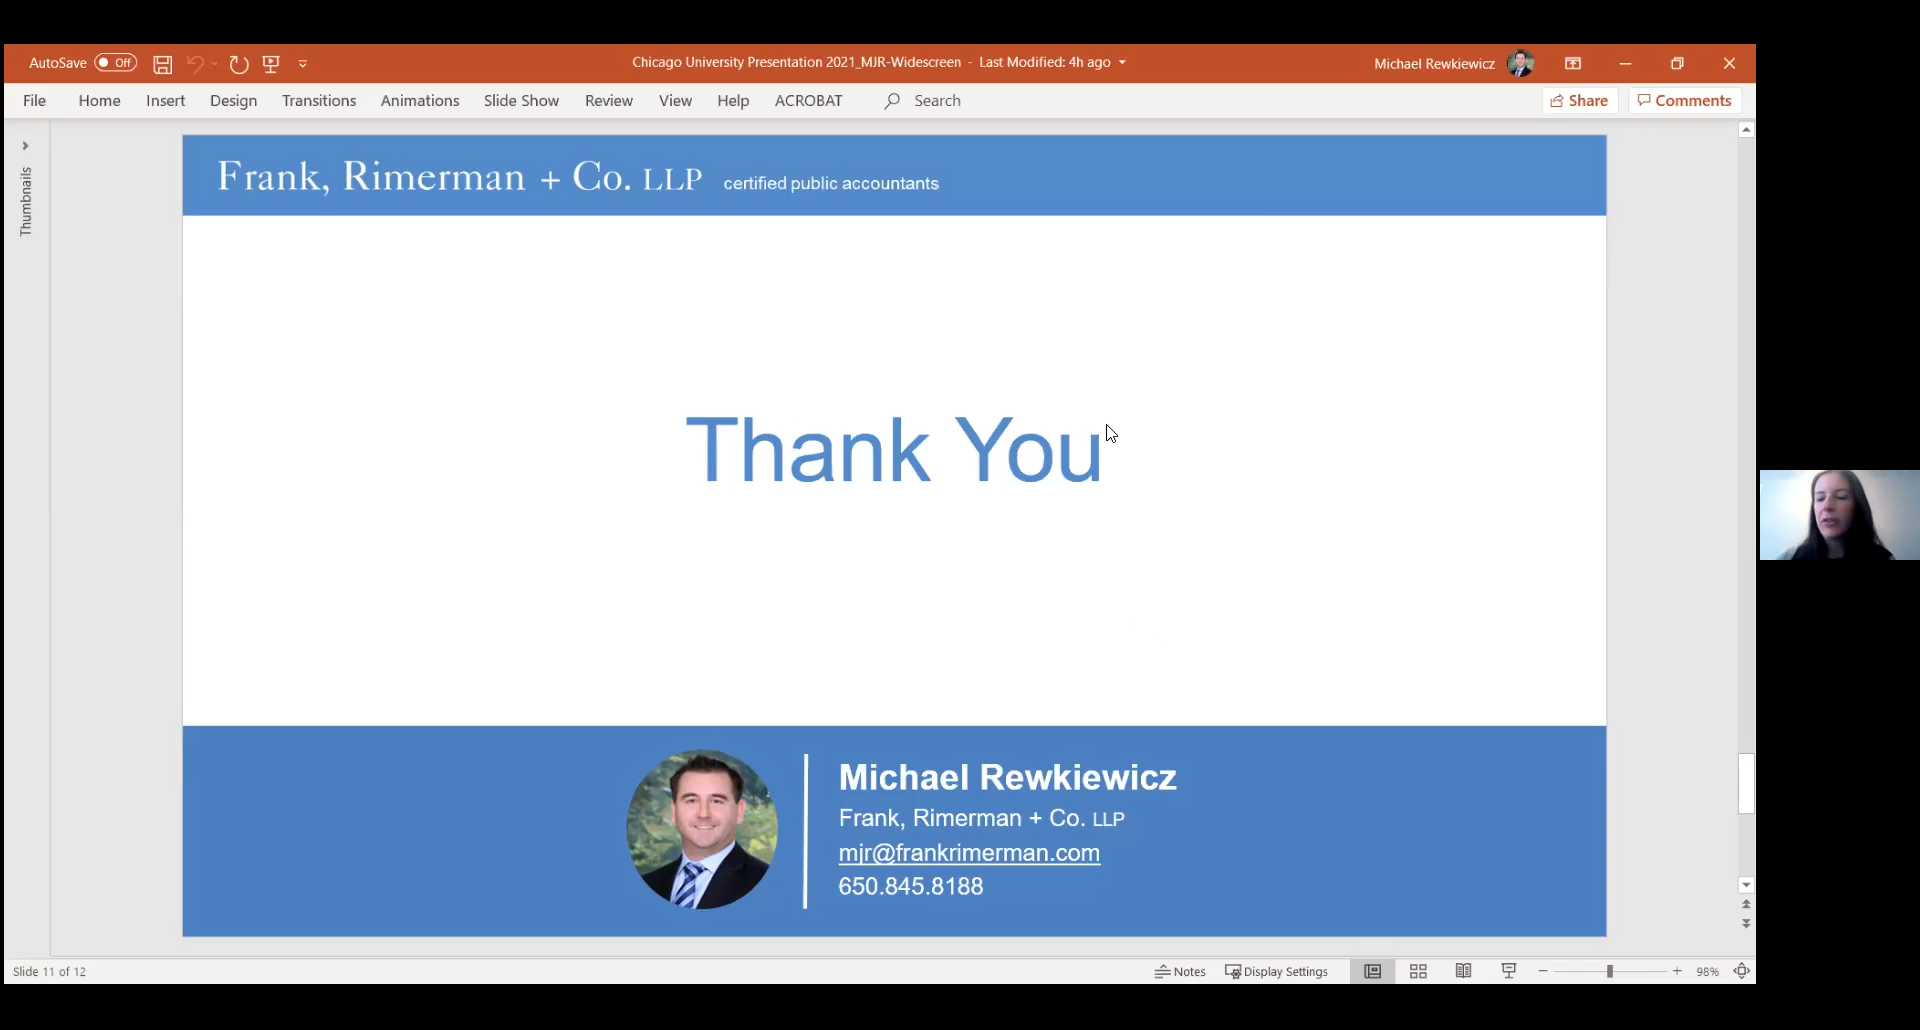 AutoSave Off
Chicago University Presentation 2021_MJR-Widescreen - Last Modified: 4h ago
Michael Rewkiewicz
File Home Insert Design Transitions Animations Slide Show Review View Help ACROBAT Search
Share Comments
Thumbnails
Frank, Rimerman + Co. LLP certified public accountants
Thank You
Michael Rewkiewicz
Frank, Rimerman + Co. LLP
mjr@frankrimerman.com
650.845.8188
Slide 11 of 12
Notes Display Settings 98%